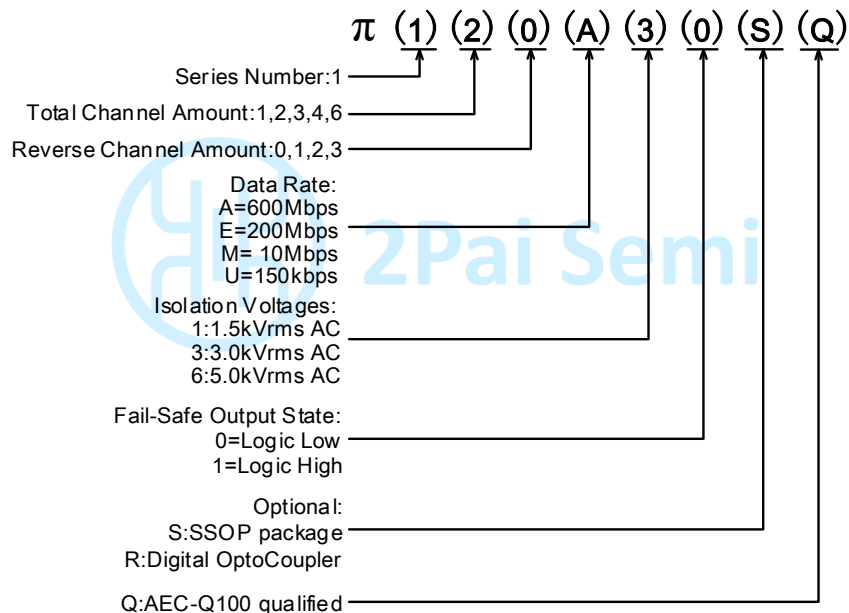 π (1) (2) (0) (A) (3) (0) (S) (Q)
Series Number:1
Total Channel Amount:1,2,3,4,6
Reverse Channel Amount:0,1,2,3
Data Rate:
A=600Mbps
E=200Mbps
M= 10Mbps
U=150kbps
2Pai Semi
Isolation Voltages:
1:1.5kVrms AC
3:3.0kVrms AC
6:5.0kVrms AC
Fail-Safe Output State:
0=Logic Low
1=Logic High
Optional:
S:SSOP package
R:Digital OptoCoupler
Q:AEC-Q100 qualified